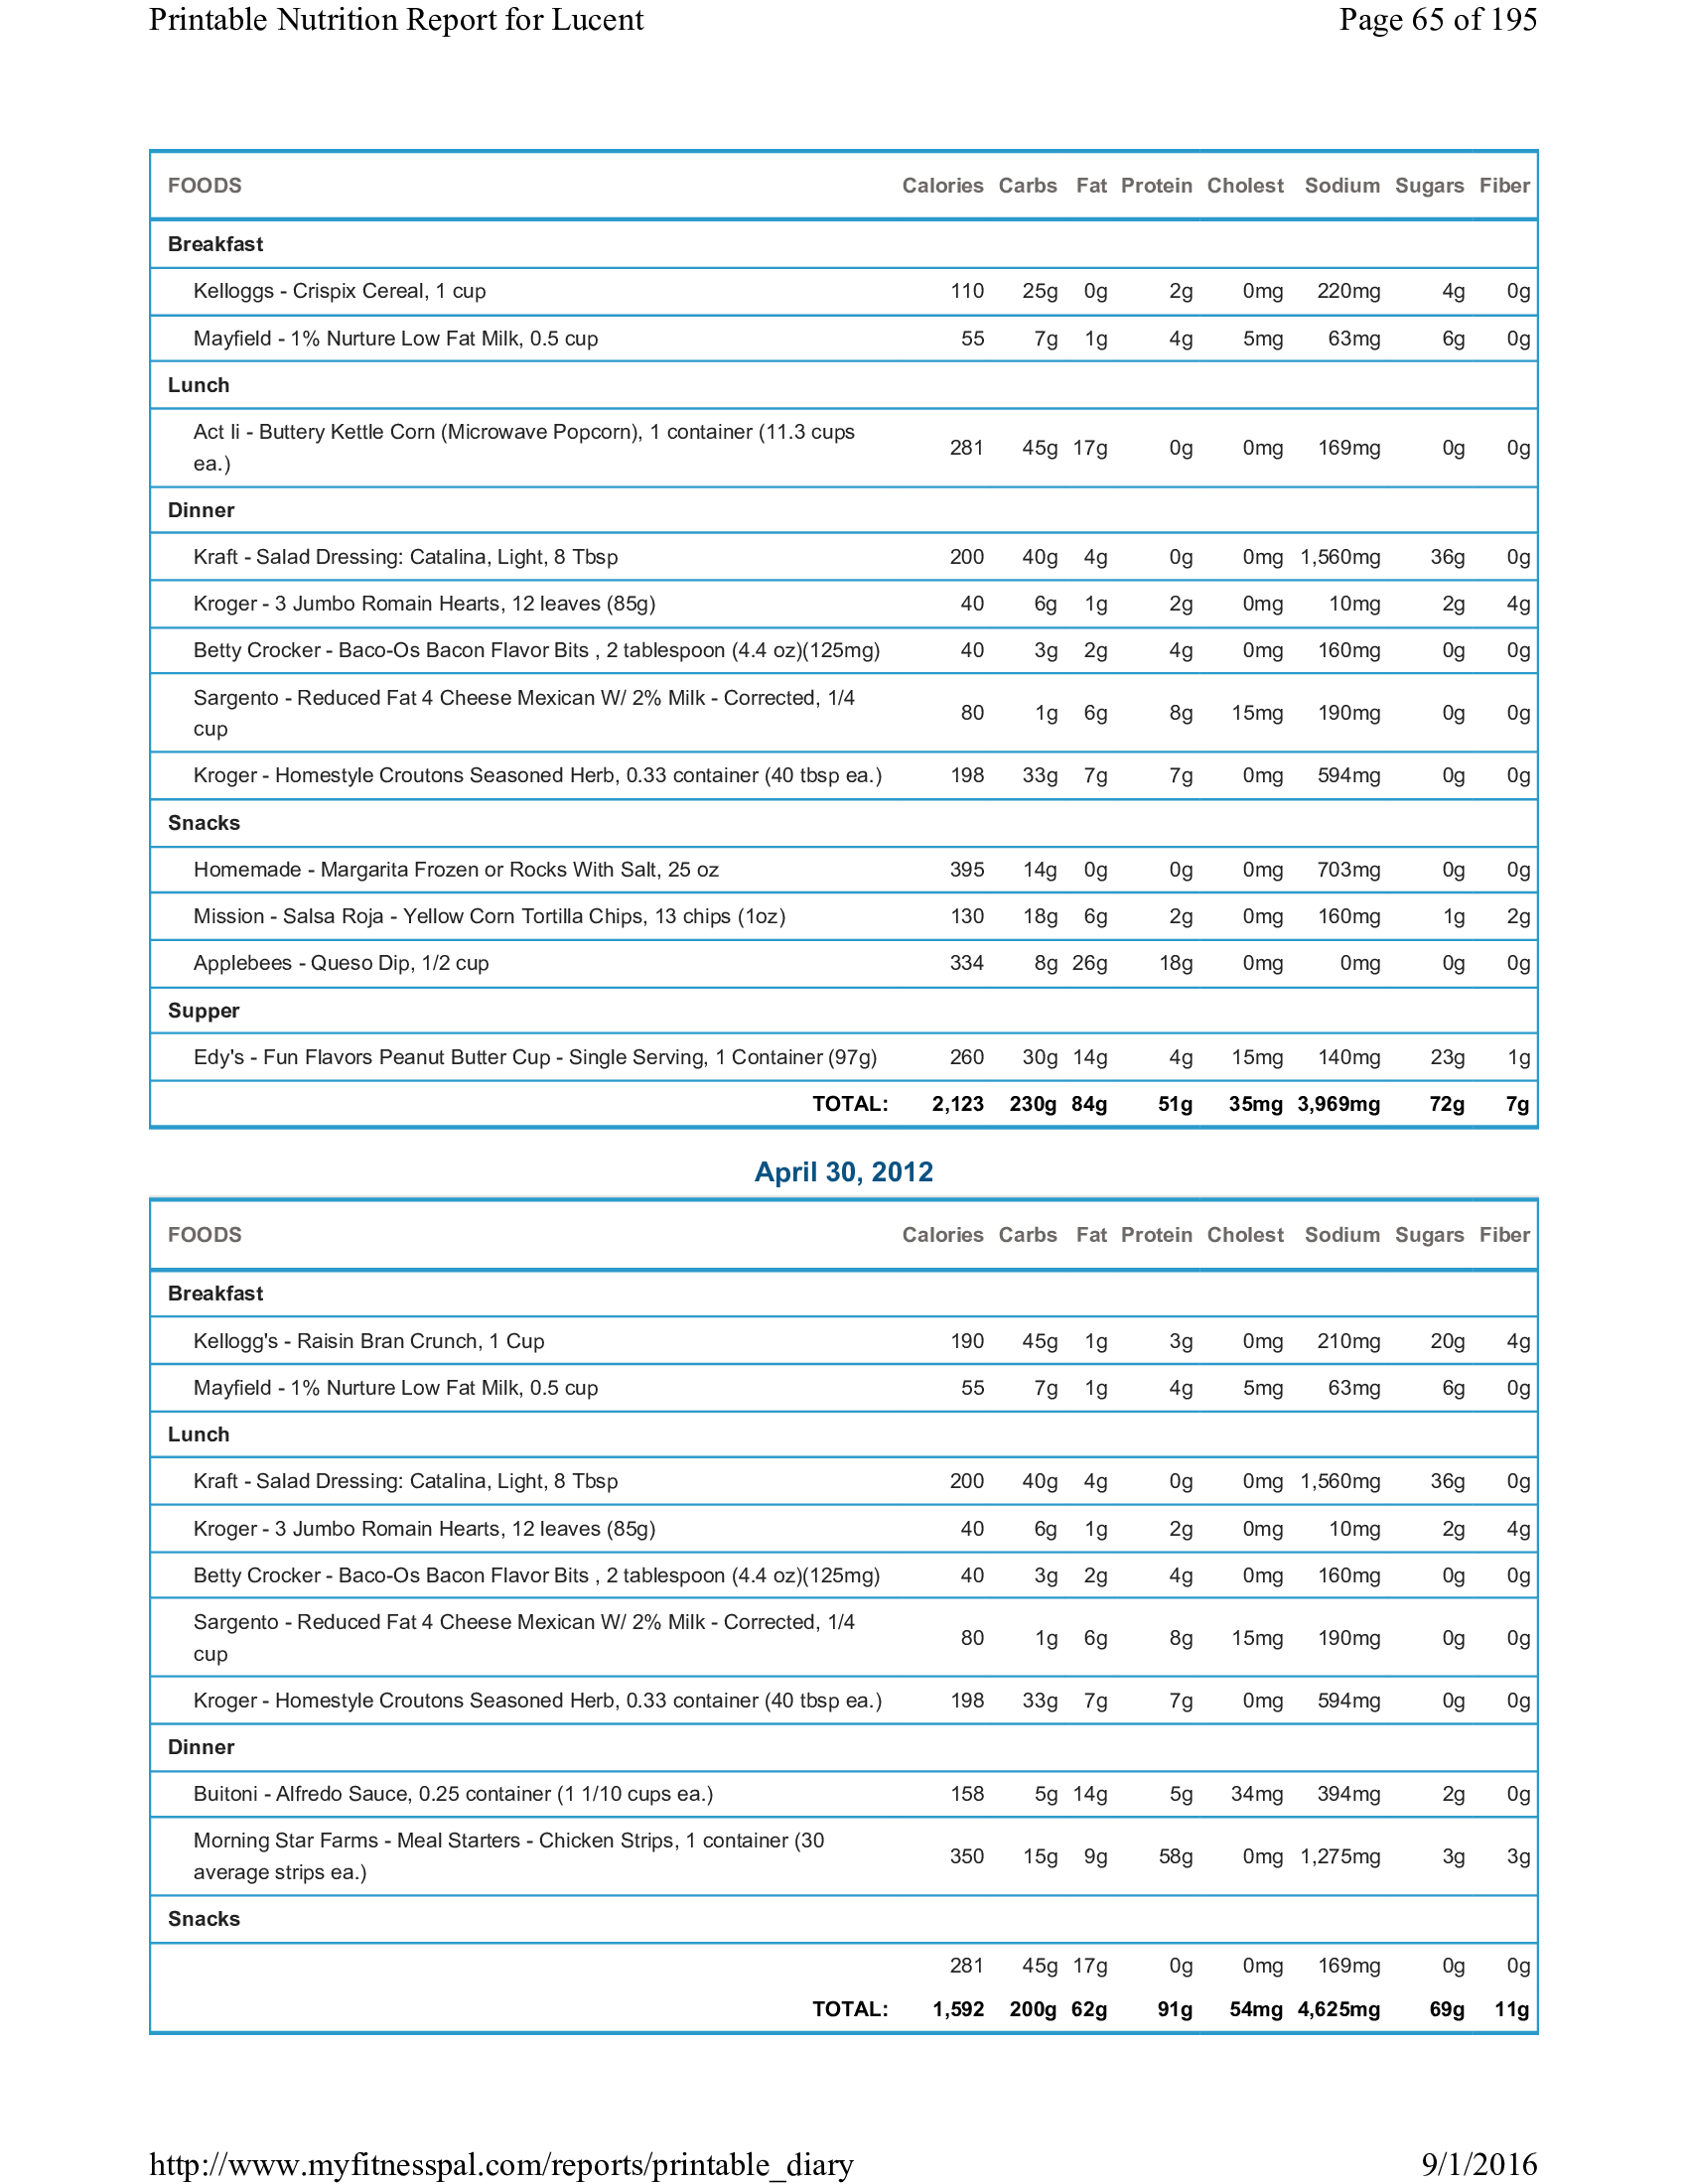 Printable Nutrition Report for Lucent Page 65 of 195
FOODS Calories Carbs Fat Protein Cholest Sodium Sugars Fiber
Breakfast
Kelloggs - Crispix Cereal, 1 cup 110 25g 0g 2g 0mg 220mg 4g 0g
Mayfield - 1% Nurture Low Fat Milk, 0.5 cup 55 7g 1g 4g 5mg 63mg 6g 0g
Lunch
Act Ii - Buttery Kettle Corn (Microwave Popcorn), 1 container (11.3 cups
ea.) 281 45g 17g 0g 0mg 169mg 0g 0g
Dinner
Kraft - Salad Dressing: Catalina, Light, 8 Tbsp 200 40g 4g 0g 0mg 1,560mg 36g 0g
Kroger - 3 Jumbo Romain Hearts, 12 leaves (85g) 40 6g 1g 2g 0mg 10mg 2g 4g
Betty Crocker - Baco-Os Bacon Flavor Bits , 2 tablespoon (4.4 oz)(125mg) 40 3g 2g 4g 0mg 160mg 0g 0g
Sargento - Reduced Fat 4 Cheese Mexican W/ 2% Milk - Corrected, 1/4
cup 80 1g 6g 8g 15mg 190mg 0g 0g
Kroger - Homestyle Croutons Seasoned Herb, 0.33 container (40 tbsp ea.) 198 33g 7g 7g 0mg 594mg 0g 0g
Snacks
Homemade - Margarita Frozen or Rocks With Salt, 25 oz 395 14g 0g 0g 0mg 703mg 0g 0g
Mission - Salsa Roja - Yellow Corn Tortilla Chips, 13 chips (1oz) 130 18g 6g 2g 0mg 160mg 1g 2g
Applebees - Queso Dip, 1/2 cup 334 8g 26g 18g 0mg 0mg 0g 0g
Supper
Edy's - Fun Flavors Peanut Butter Cup - Single Serving, 1 Container (97g) 260 30g 14g 4g 15mg 140mg 23g 1g
TOTAL: 2,123 230g 84g 51g 35mg 3,969mg 72g 7g
April 30, 2012
FOODS Calories Carbs Fat Protein Cholest Sodium Sugars Fiber
Breakfast
Kellogg's - Raisin Bran Crunch, 1 Cup 190 45g 1g 3g 0mg 210mg 20g 4g
Mayfield - 1% Nurture Low Fat Milk, 0.5 cup 55 7g 1g 4g 5mg 63mg 6g 0g
Lunch
Kraft - Salad Dressing: Catalina, Light, 8 Tbsp 200 40g 4g 0g 0mg 1,560mg 36g 0g
Kroger - 3 Jumbo Romain Hearts, 12 leaves (85g) 40 6g 1g 2g 0mg 10mg 2g 4g
Betty Crocker - Baco-Os Bacon Flavor Bits , 2 tablespoon (4.4 oz)(125mg) 40 3g 2g 4g 0mg 160mg 0g 0g
Sargento - Reduced Fat 4 Cheese Mexican W/ 2% Milk - Corrected, 1/4
cup 80 1g 6g 8g 15mg 190mg 0g 0g
Kroger - Homestyle Croutons Seasoned Herb, 0.33 container (40 tbsp ea.) 198 33g 7g 7g 0mg 594mg 0g 0g
Dinner
Buitoni - Alfredo Sauce, 0.25 container (1 1/10 cups ea.) 158 5g 14g 5g 34mg 394mg 2g 0g
Morning Star Farms - Meal Starters - Chicken Strips, 1 container (30
average strips ea.) 350 15g 9g 58g 0mg 1,275mg 3g 3g
Snacks
281 45g 17g 0g 0mg 169mg 0g 0g
TOTAL: 1,592 200g 62g 91g 54mg 4,625mg 69g 11g
http://www.myfitnesspal.com/reports/printable_diary 9/1/2016